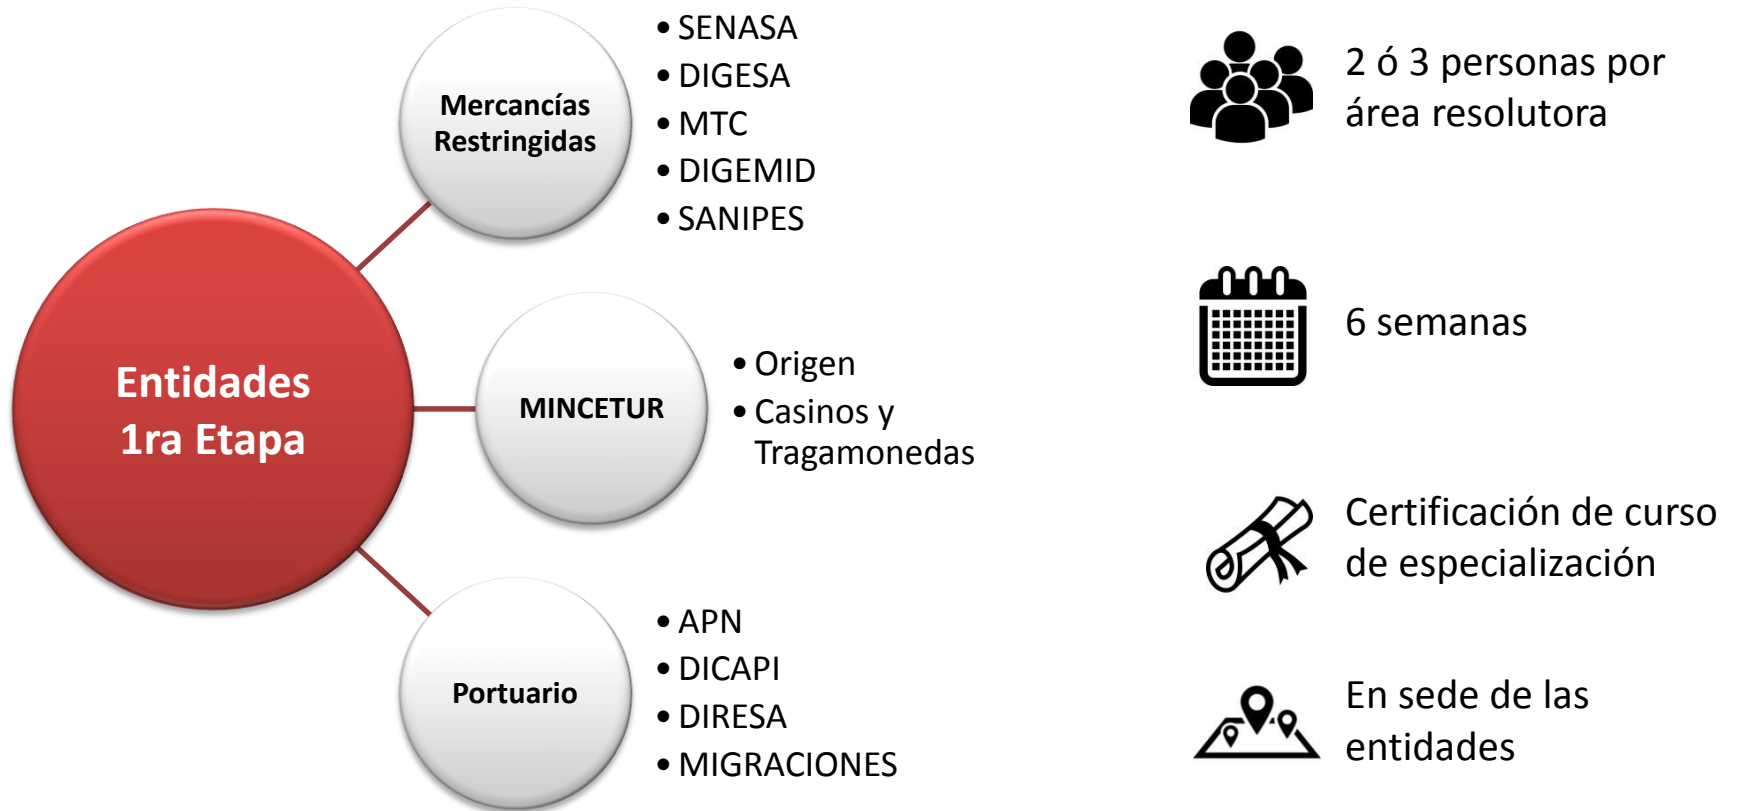 Entidades
1ra Etapa
Mercancías
Restringidas
• SENASA
• DIGESA
• MTC
• DIGEMID
• SANIPES
MINCETUR
• Origen
• Casinos y
Tragamonedas
Portuario
• APN
• DICAPI
• DIRESA
• MIGRACIONES
2 ó 3 personas por
área resolutora
6 semanas
Certificación de curso
de especialización
En sede de las
entidades